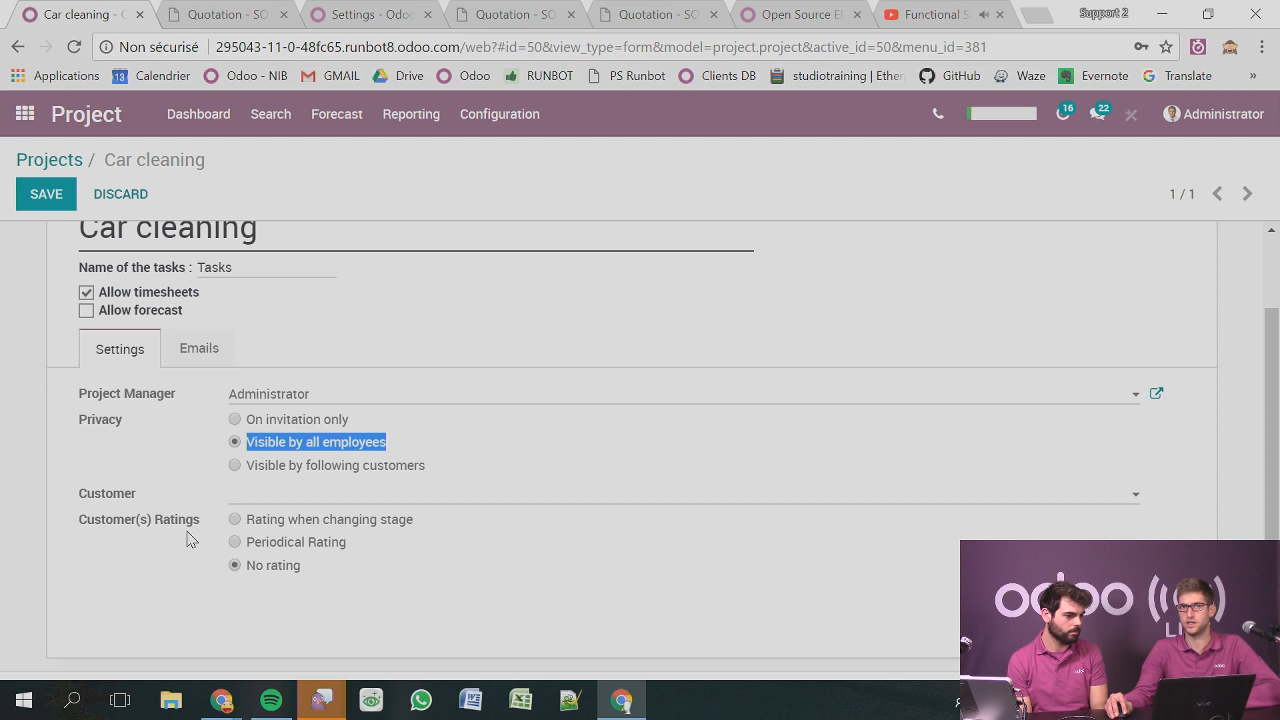 Car cleaning - O
Quotation - SO
Settings - Odoo
Quotation - SO
Quotation - SO
Open Source E
Functional S
Support 2
Non sécurisé
295043-11-0-48fc65.runbot8.odoo.com/web?#id=50&view_type=form&model=project.project&active_id=50&menu_id=381
Applications
13 Calendrier
Odoo - NIB
GMAIL
Drive
Odoo
RUNBOT
PS Runbot
Clients DB
studiotraining | Ether
GitHub
Waze
Evernote
Translate
»
Project
Dashboard
Search
Forecast
Reporting
Configuration
16
22
Administrator
Projects / Car cleaning
SAVE
DISCARD
1 / 1
Car cleaning
Name of the tasks : Tasks
Allow timesheets
Allow forecast
Settings
Emails
Project Manager
Administrator
Privacy
On invitation only
Visible by all employees
Visible by following customers
Customer
Customer(s) Ratings
Rating when changing stage
Periodical Rating
No rating
odoo
LI